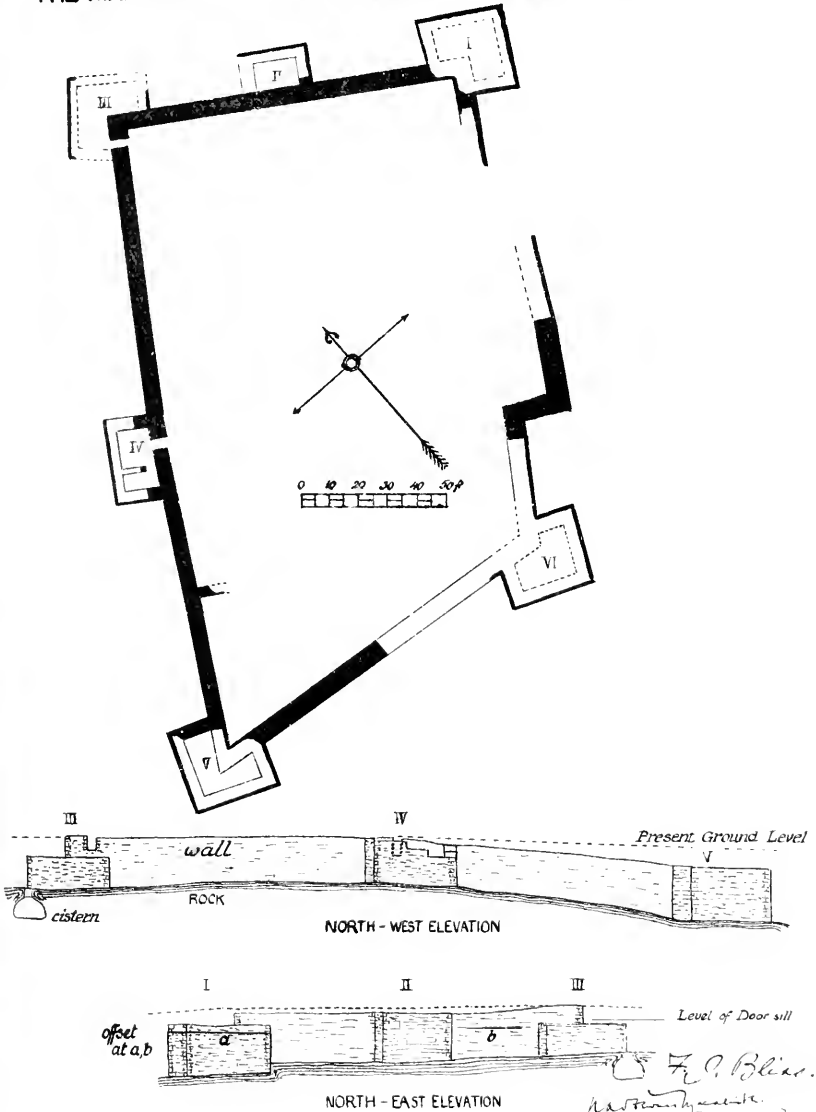 I
II
III
IV
0 10 20 30 40 50 ft
VI
V
III IV
Present Ground Level
V
wall
cistern
ROCK
NORTH - WEST ELEVATION
I II III
Level of Door sill
offset
at a,b
a b
F. J. Bliss.
NORTH - EAST ELEVATION